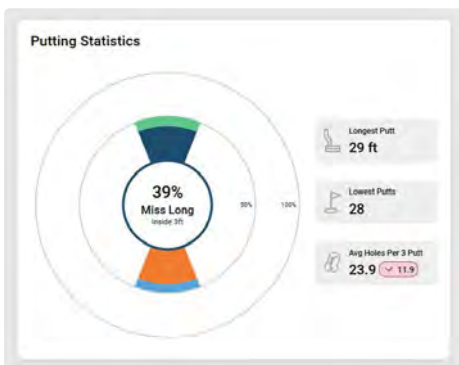 Putting Statistics
39%
Miss Long
Inside 3ft
50%
100%
Longest Putt
29 ft
Lowest Putts
28
Avg Holes Per 3 Putt
23.9 11.9